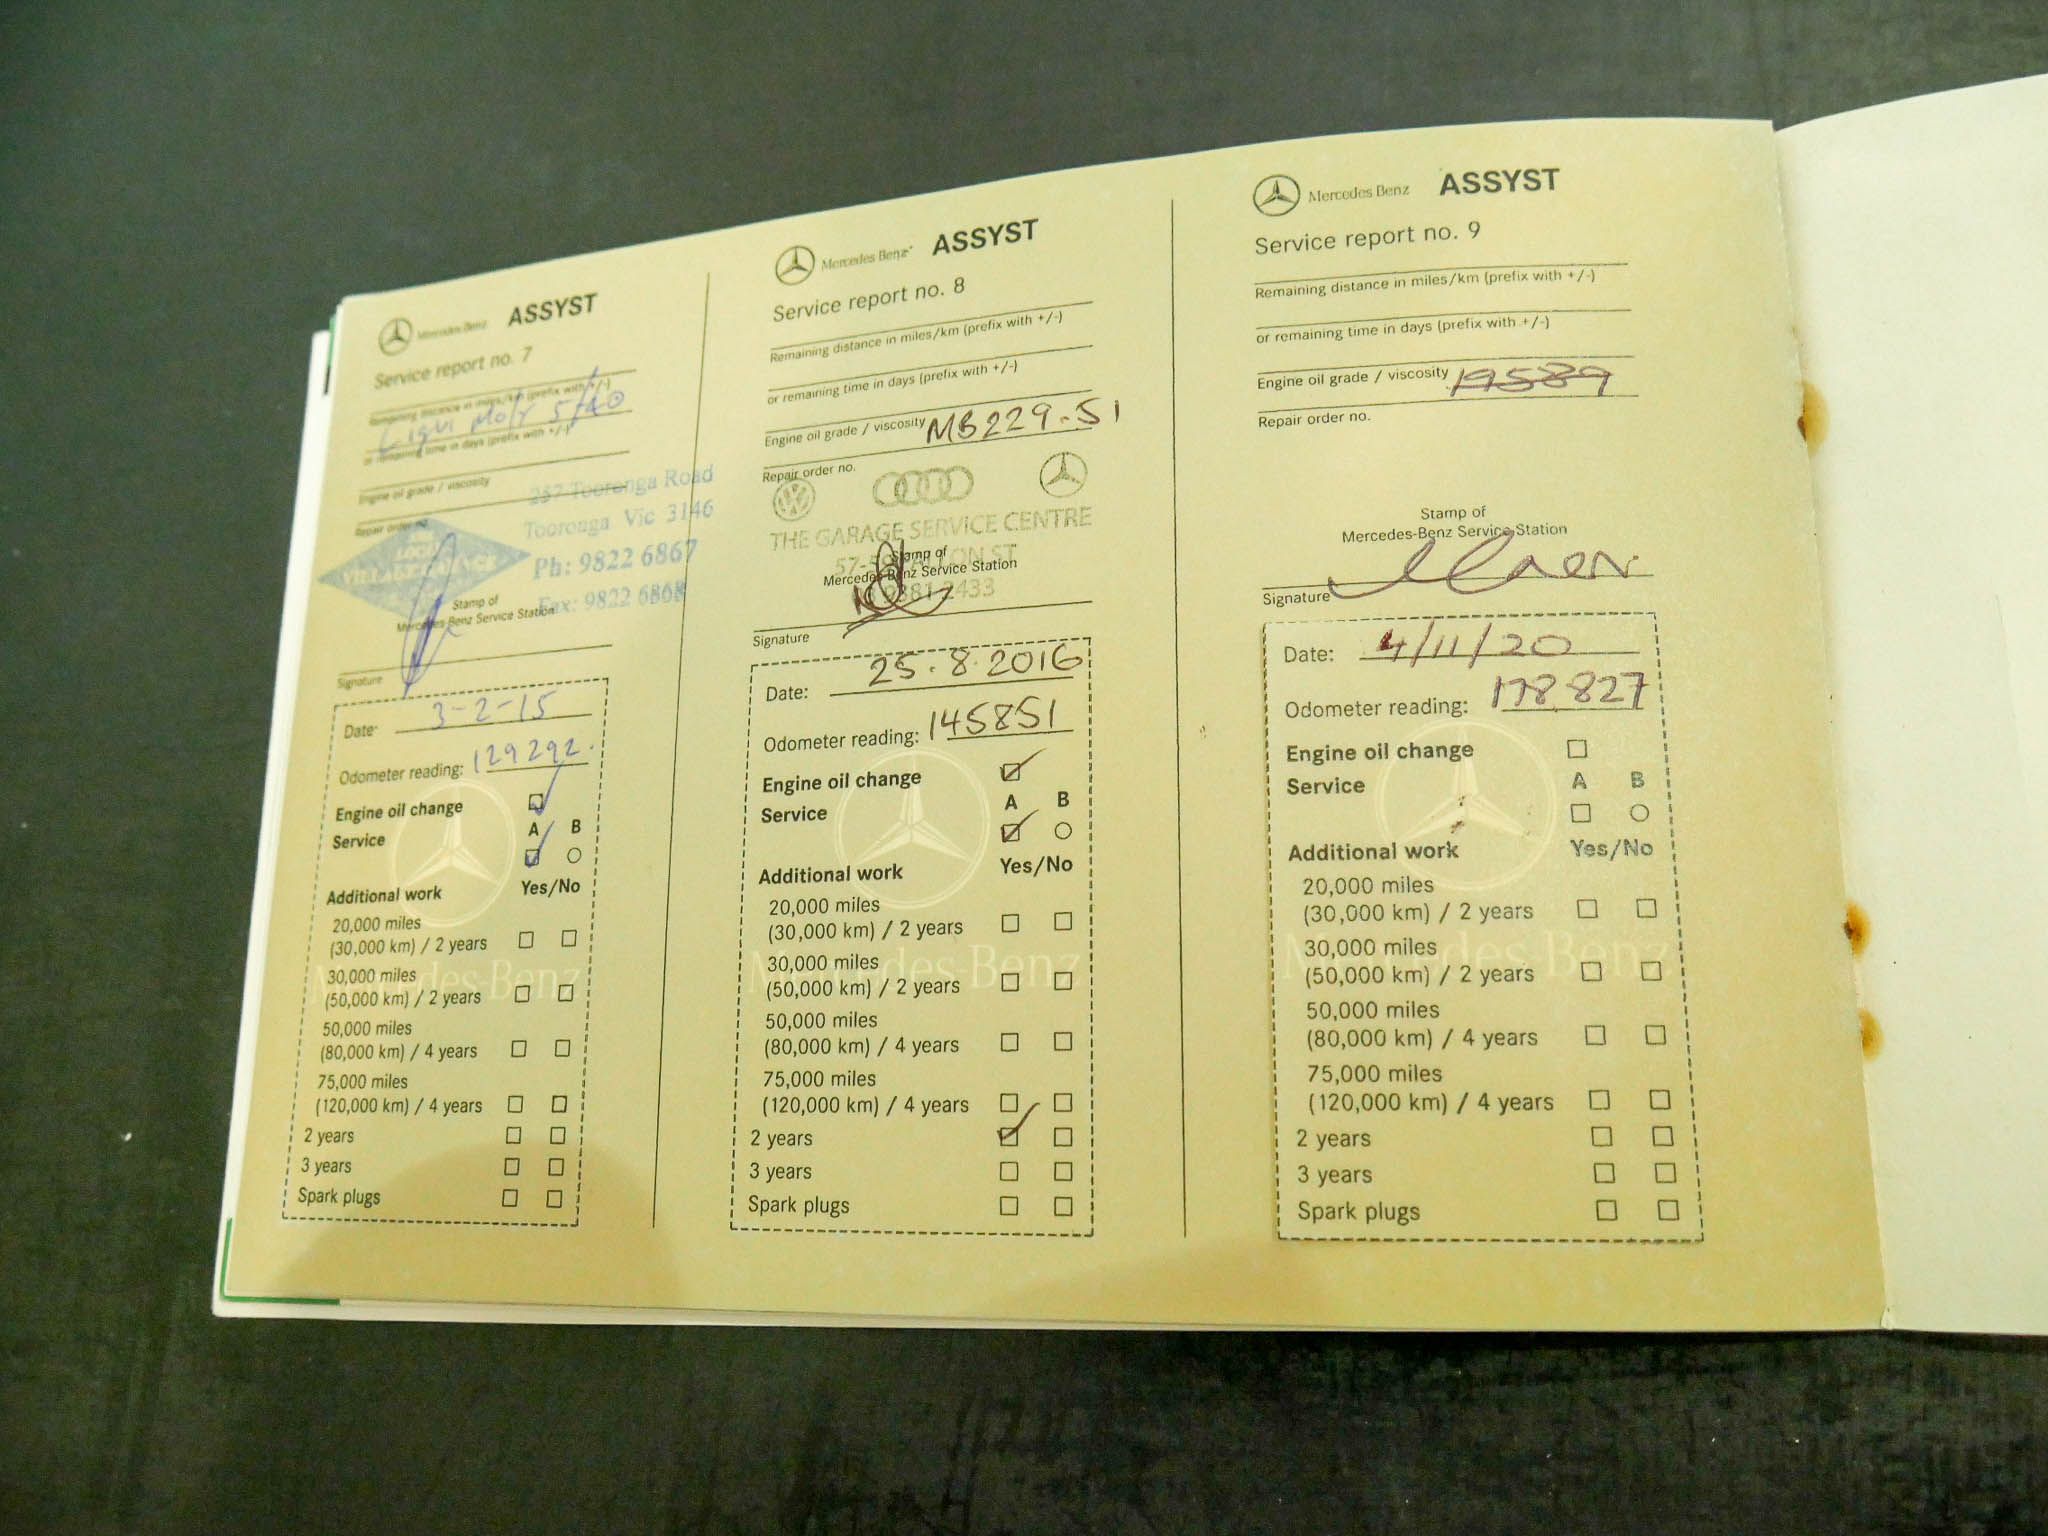 Mercedes Benz ASSYST
Service report no. 7
Remaining distance in miles/km (prefix with +/-)
Liqui Moly 5/40
or remaining time in days (prefix with +/-)
Engine oil grade / viscosity
Repair order no.
257 Tooronga Road
Tooronga Vic 3146
Ph: 9822 6867
Fax: 9822 6868
Stamp of
Mercedes-Benz Service Station
Signature
Date: 3-2-15
Odometer reading: 129292.
Engine oil change
A B
Service
Additional work Yes/No
20,000 miles
(30,000 km) / 2 years
30,000 miles
(50,000 km) / 2 years
50,000 miles
(80,000 km) / 4 years
75,000 miles
(120,000 km) / 4 years
2 years
3 years
Spark plugs
Mercedes-Benz
Mercedes Benz ASSYST
Service report no. 8
Remaining distance in miles/km (prefix with +/-)
or remaining time in days (prefix with +/-)
Engine oil grade / viscosity MB229-51
Repair order no.
THE GARAGE SERVICE CENTRE
ST
9381 2433
Stamp of
Mercedes-Benz Service Station
Signature
Date: 25.8.2016
Odometer reading: 145851
Engine oil change
A B
Service
Additional work Yes/No
20,000 miles
(30,000 km) / 2 years
30,000 miles
(50,000 km) / 2 years
50,000 miles
(80,000 km) / 4 years
75,000 miles
(120,000 km) / 4 years
2 years
3 years
Spark plugs
Mercedes-Benz
Mercedes Benz ASSYST
Service report no. 9
Remaining distance in miles/km (prefix with +/-)
or remaining time in days (prefix with +/-)
Engine oil grade / viscosity 19589
Repair order no.
Stamp of
Mercedes-Benz Service Station
Signature
Date: 4/11/20
Odometer reading: 178827
Engine oil change
Service A B
Additional work Yes/No
20,000 miles
(30,000 km) / 2 years
30,000 miles
(50,000 km) / 2 years
50,000 miles
(80,000 km) / 4 years
75,000 miles
(120,000 km) / 4 years
2 years
3 years
Spark plugs
Mercedes-Benz